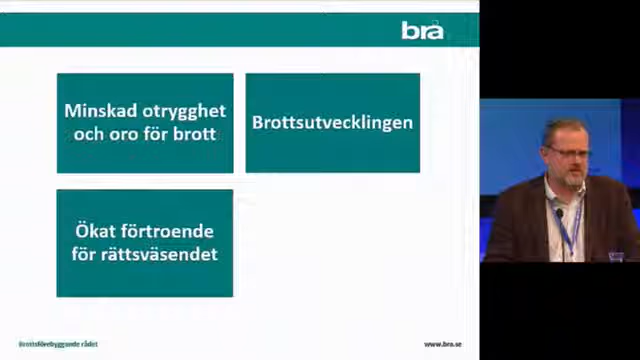 brå
Minskad otrygghet
och oro för brott
Brottsutvecklingen
Ökat förtroende
för rättsväsendet
Brottsförebyggande rådet
www.bra.se